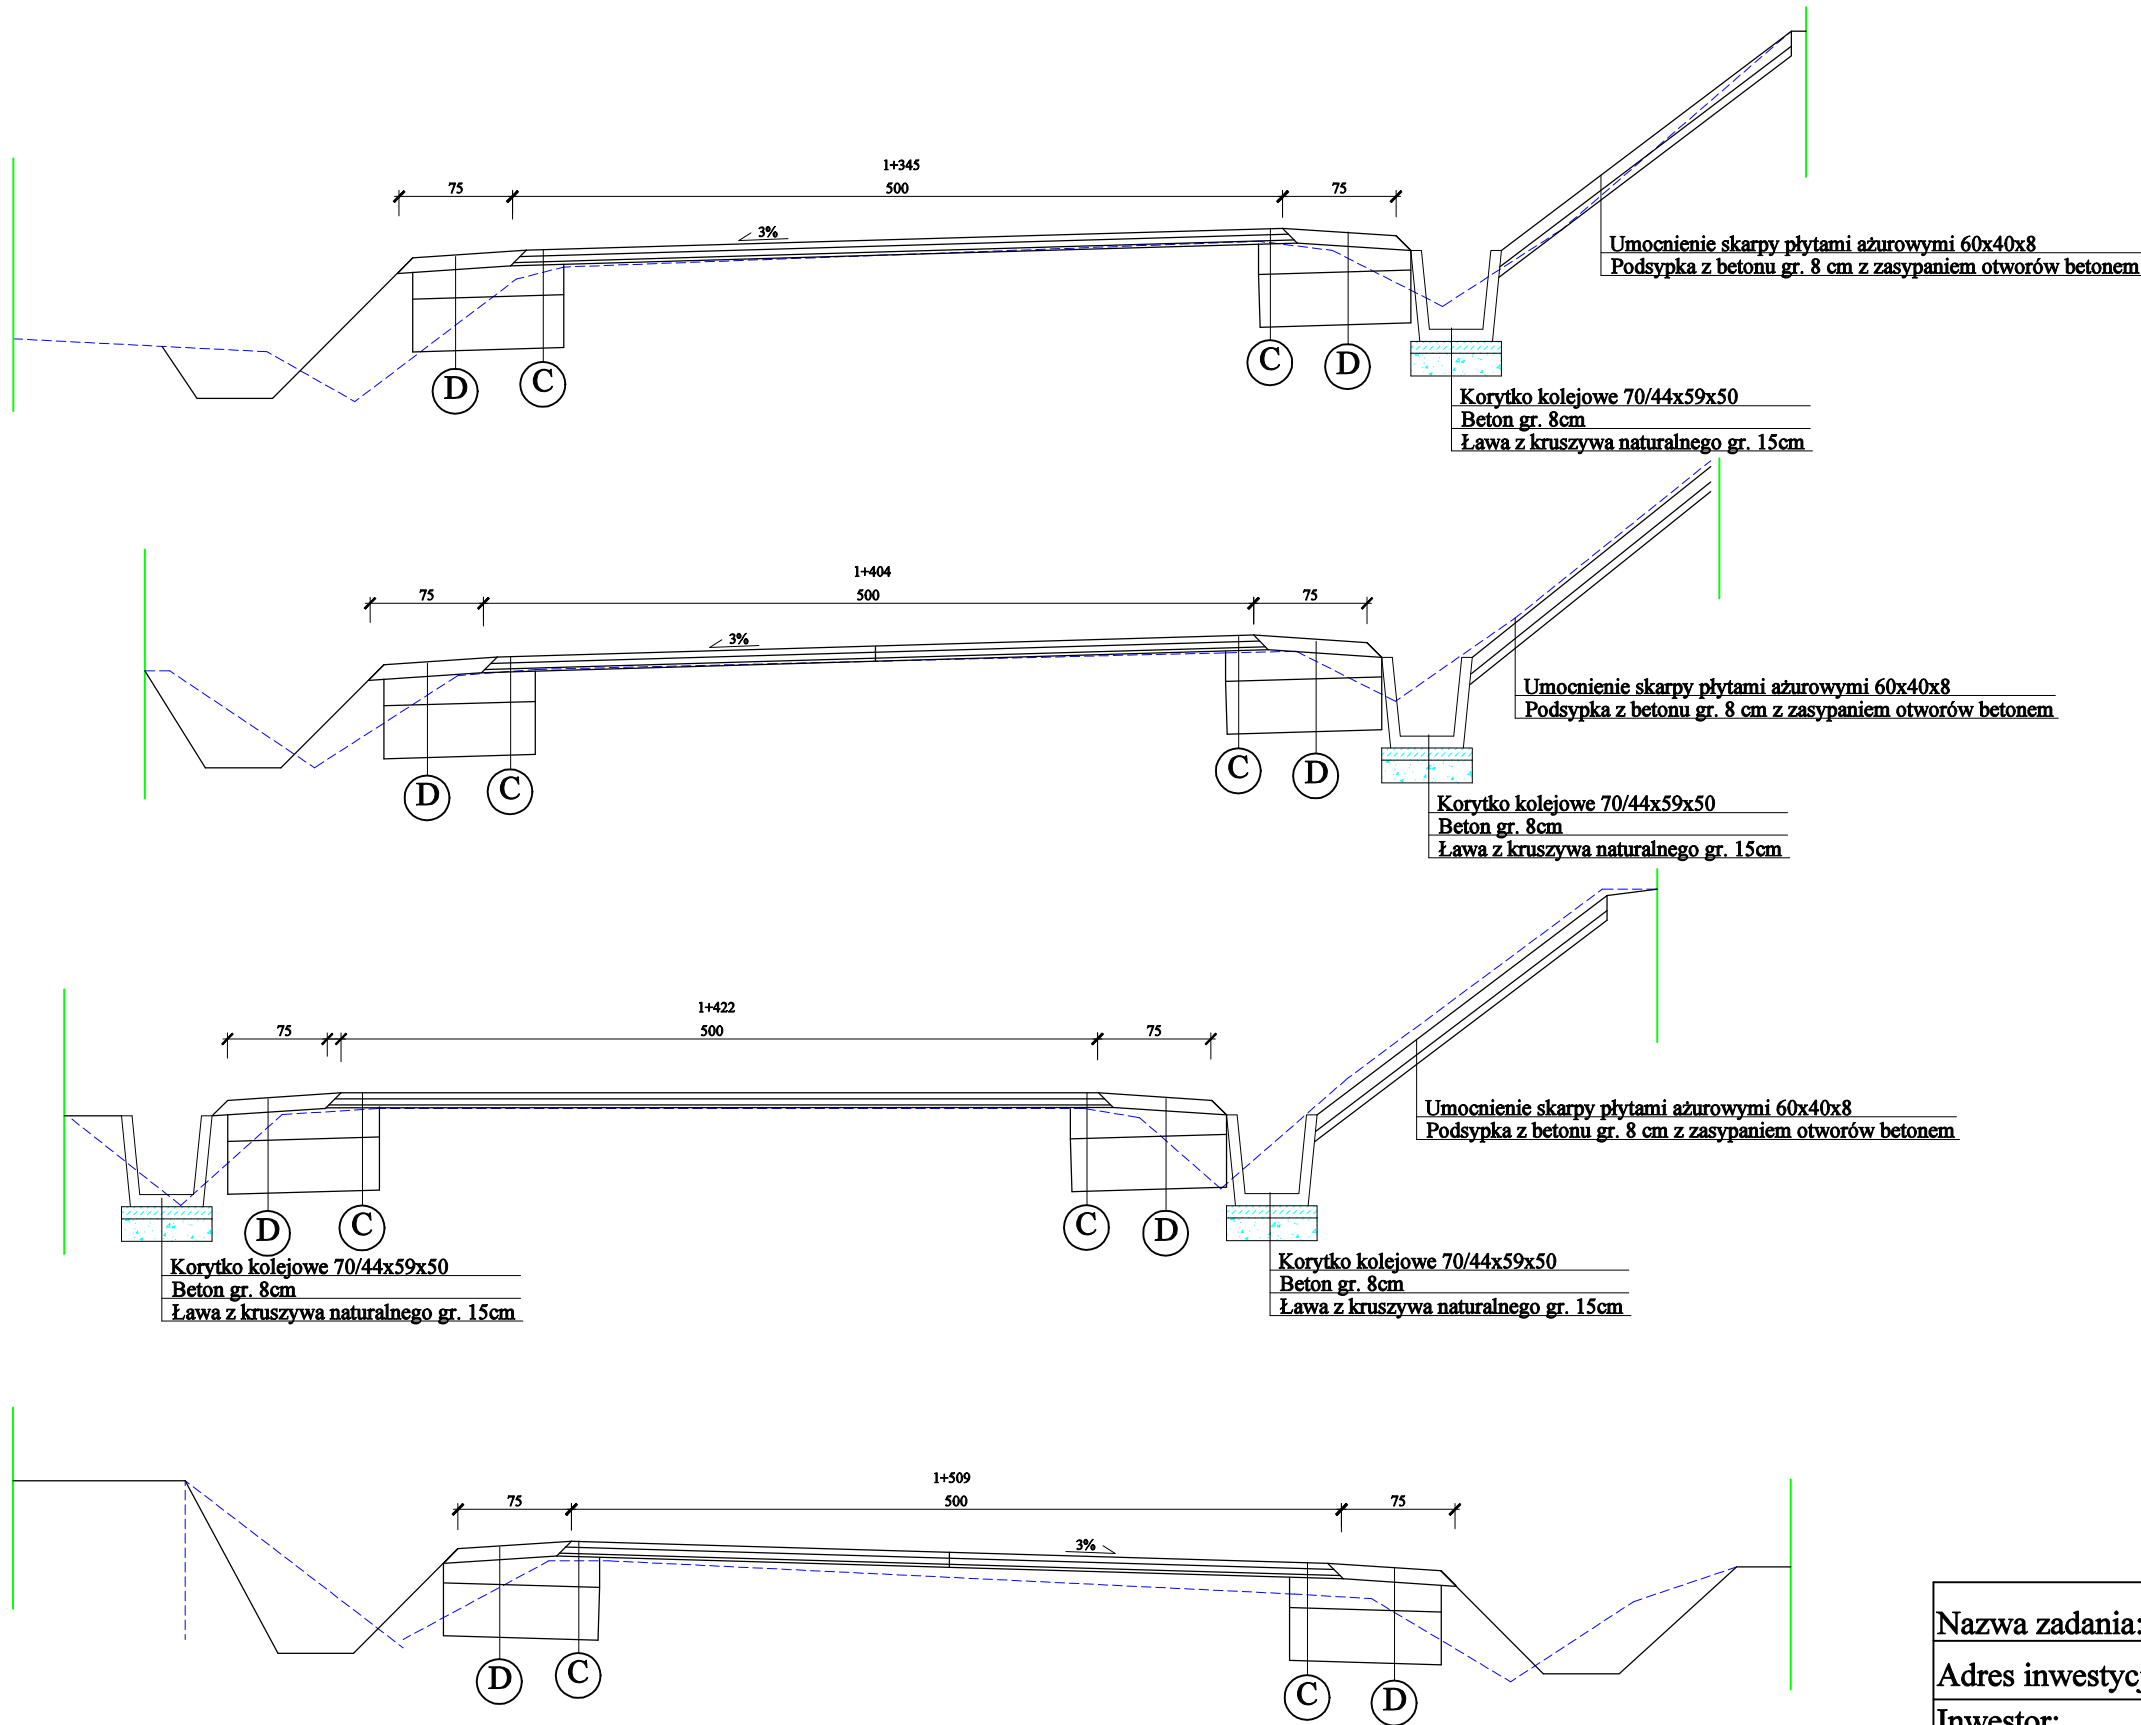 1+345
75 500 75
3%
Umocnienie skarpy płytami ażurowymi 60x40x8
Podsypka z betonu gr. 8 cm z zasypaniem otworów betonem
D C C D
Korytko kolejowe 70/44x59x50
Beton gr. 8cm
Ława z kruszywa naturalnego gr. 15cm
1+404
75 500 75
3%
Umocnienie skarpy płytami ażurowymi 60x40x8
Podsypka z betonu gr. 8 cm z zasypaniem otworów betonem
D C C D
Korytko kolejowe 70/44x59x50
Beton gr. 8cm
Ława z kruszywa naturalnego gr. 15cm
1+422
75 500 75
Umocnienie skarpy płytami ażurowymi 60x40x8
Podsypka z betonu gr. 8 cm z zasypaniem otworów betonem
D C C D
Korytko kolejowe 70/44x59x50
Beton gr. 8cm
Ława z kruszywa naturalnego gr. 15cm
Korytko kolejowe 70/44x59x50
Beton gr. 8cm
Ława z kruszywa naturalnego gr. 15cm
1+509
75 500 75
3%
D C C D
Nazwa zadania:
Adres inwestyc
Inwestor: